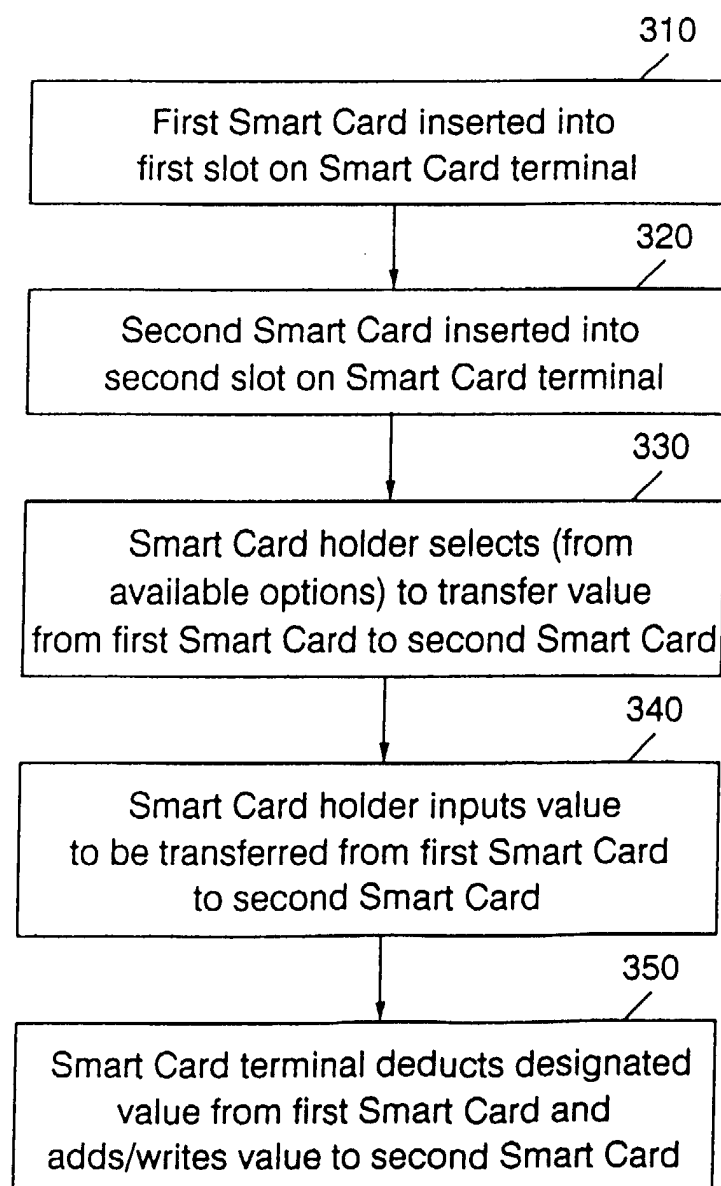 310
First Smart Card inserted into
first slot on Smart Card terminal
320
Second Smart Card inserted into
second slot on Smart Card terminal
330
Smart Card holder selects (from
available options) to transfer value
from first Smart Card to second Smart Card
340
Smart Card holder inputs value
to be transferred from first Smart Card
to second Smart Card
350
Smart Card terminal deducts designated
value from first Smart Card and
adds/writes value to second Smart Card